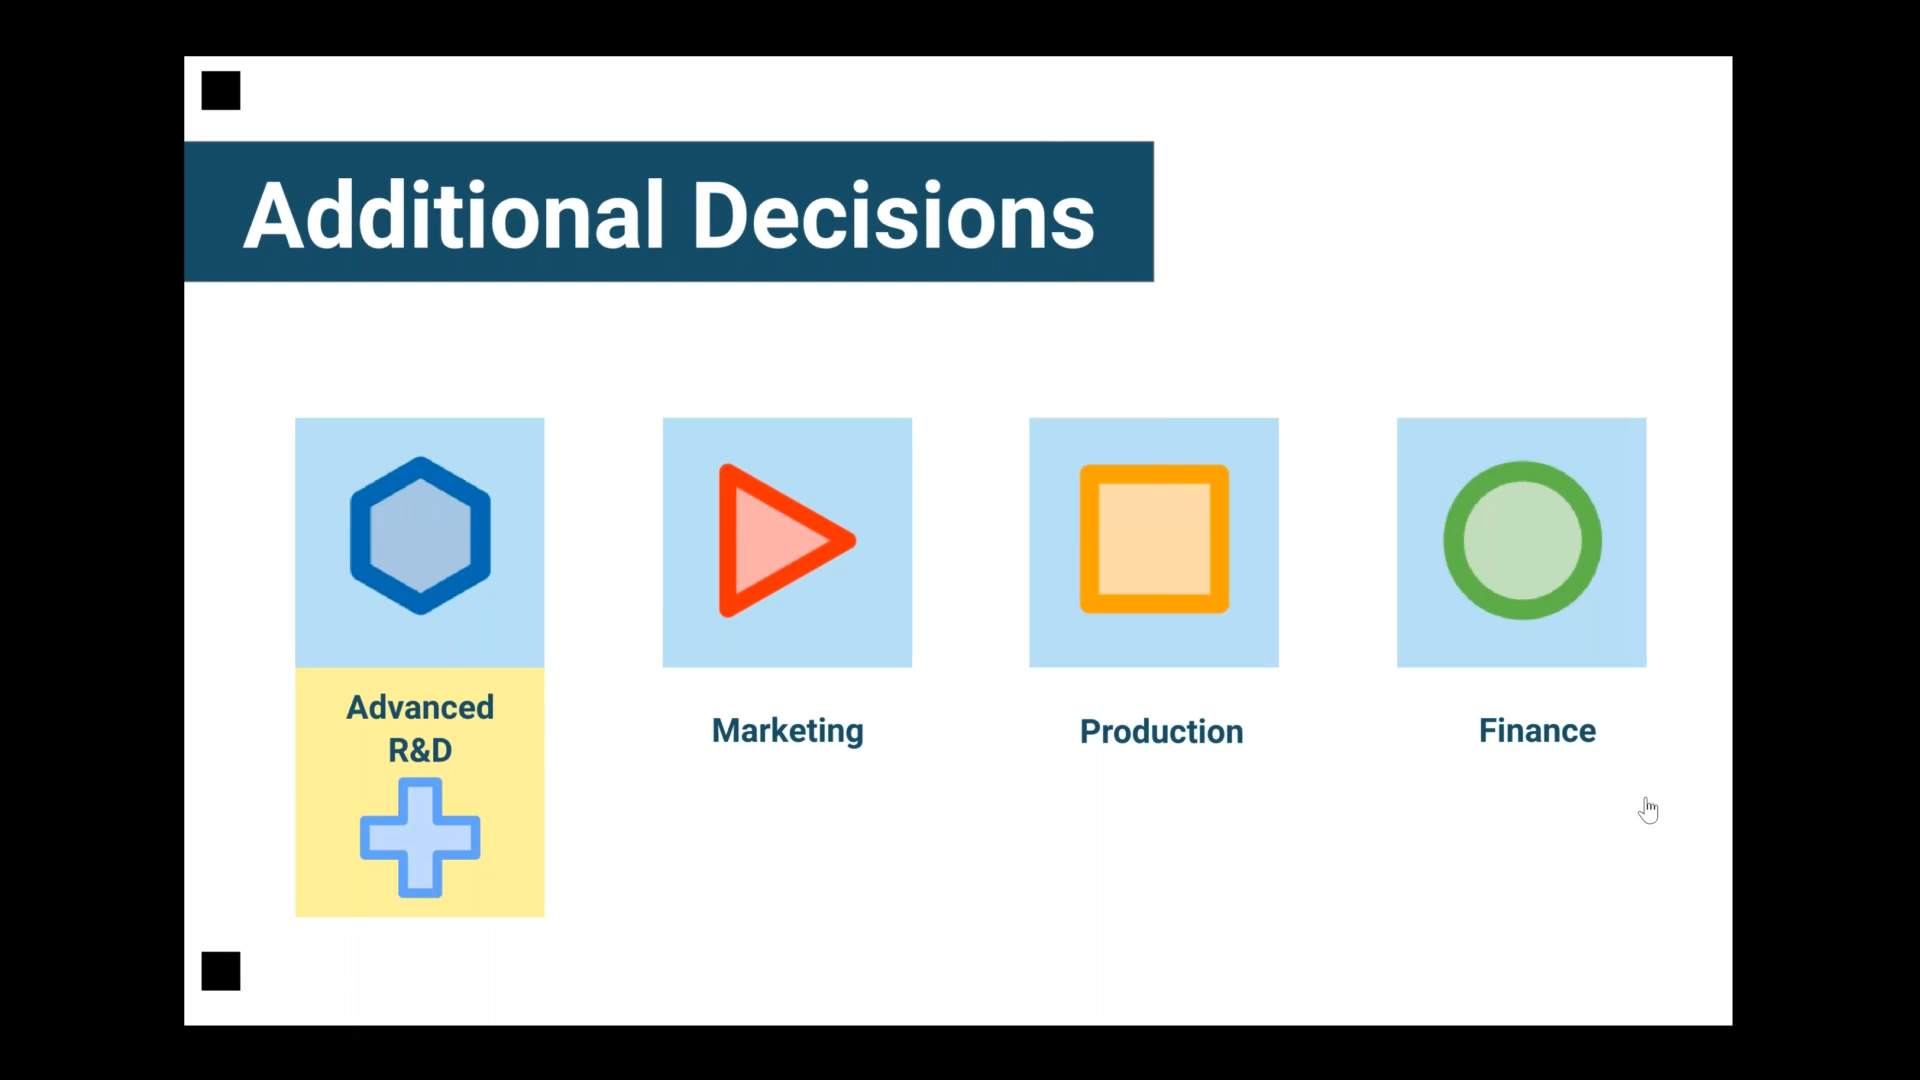 Additional Decisions
Advanced
R&D
Marketing
Production
Finance